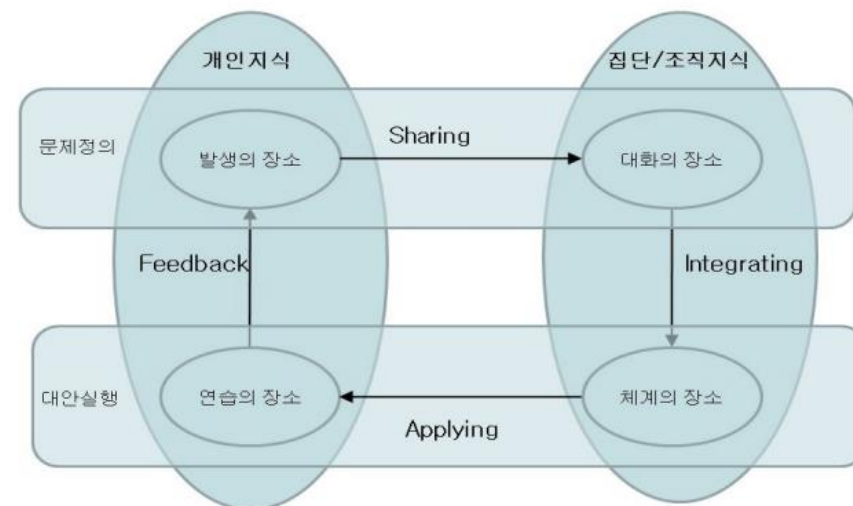 개인지식
집단/조직지식
문제정의
발생의 장소
Sharing
대화의 장소
Feedback
Integrating
대안실행
연습의 장소
Applying
체계의 장소